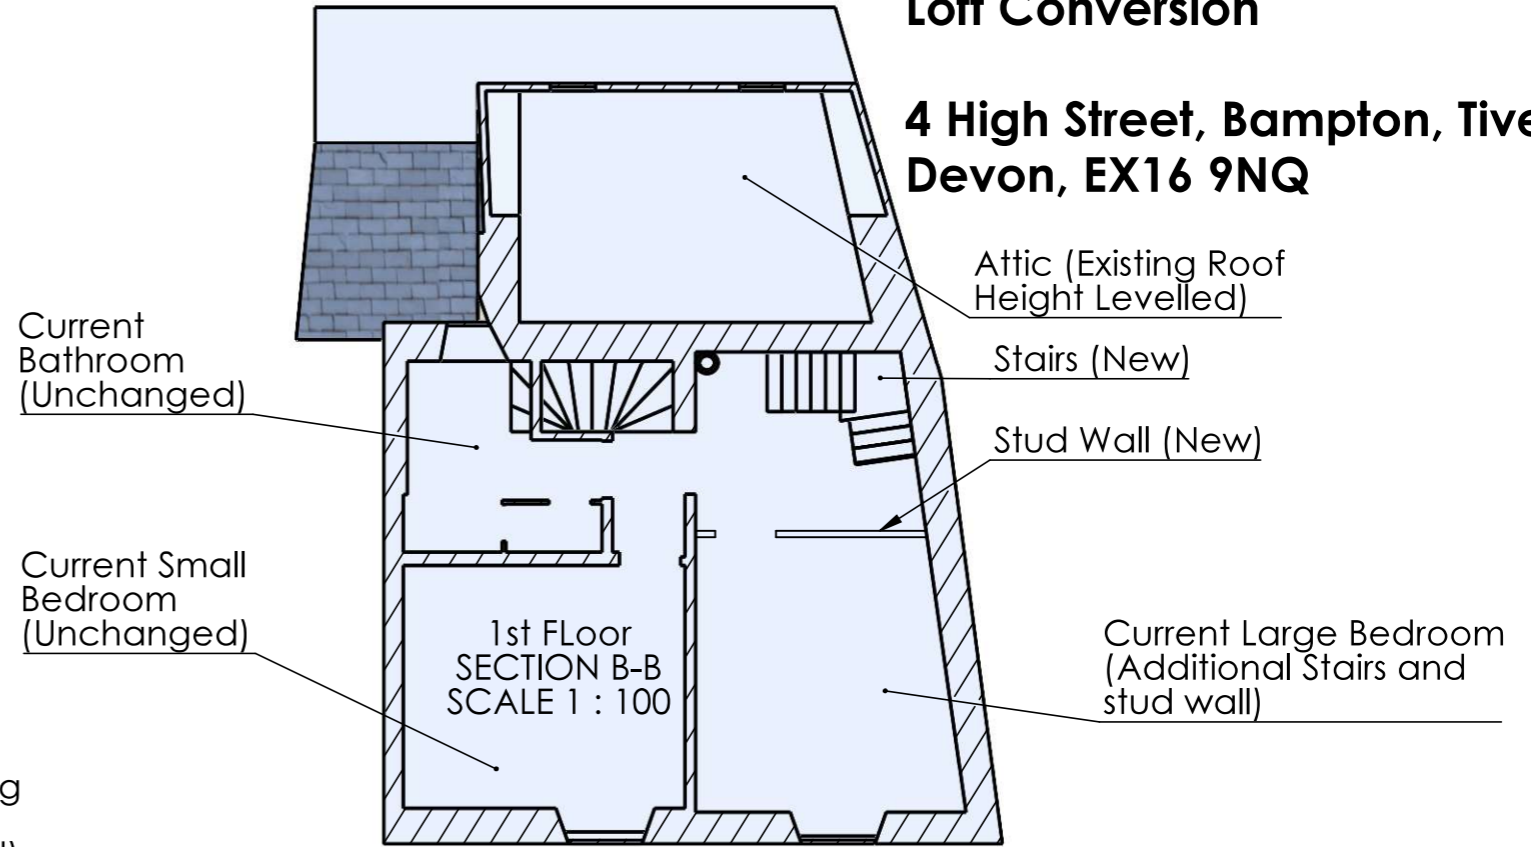 Loft Conversion
4 High Street, Bampton, Tive
Devon, EX16 9NQ
Attic (Existing Roof
Height Levelled)
Stairs (New)
Stud Wall (New)
Current
Bathroom
(Unchanged)
Current Small
Bedroom
(Unchanged)
1st FLoor
SECTION B-B
SCALE 1 : 100
Current Large Bedroom
(Additional Stairs and
stud wall)
g